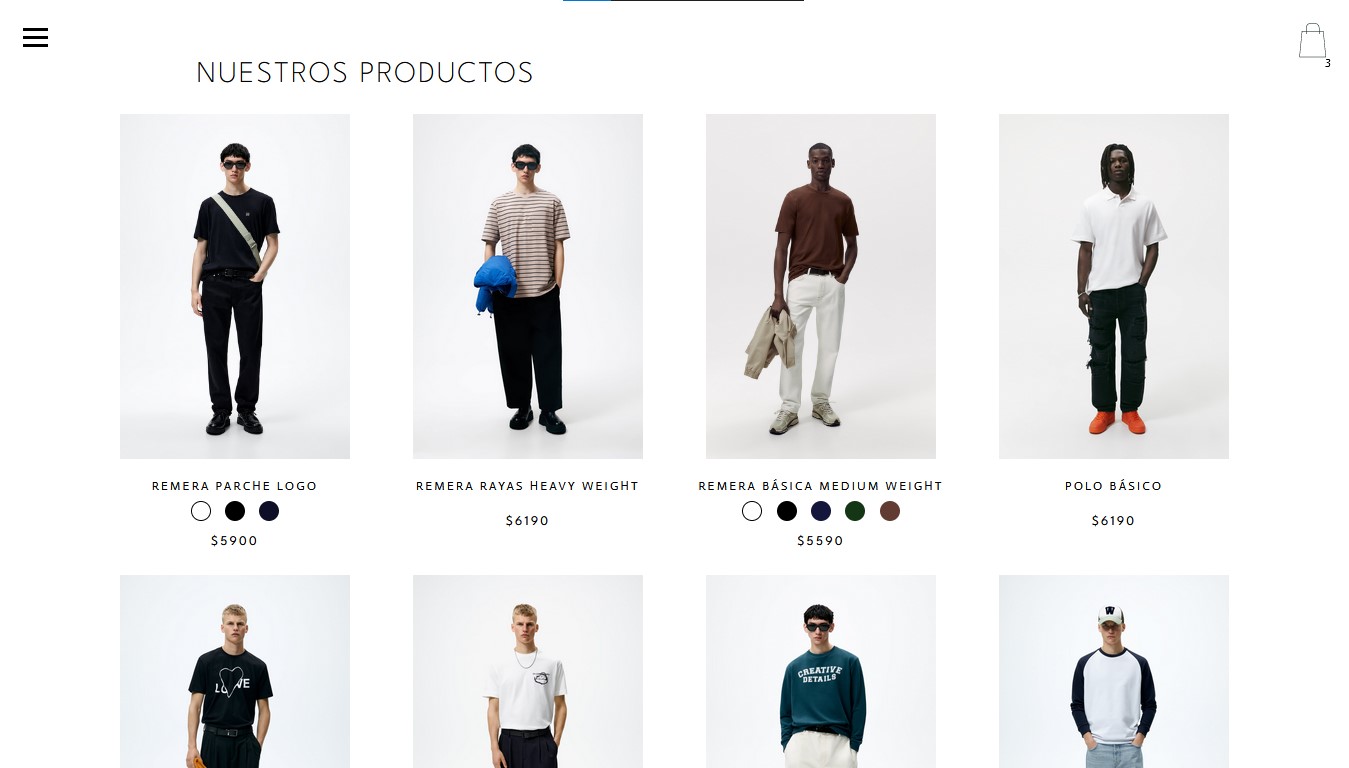 3
NUESTROS PRODUCTOS
REMERA PARCHE LOGO
$5900
REMERA RAYAS HEAVY WEIGHT
$6190
REMERA BÁSICA MEDIUM WEIGHT
$5590
POLO BÁSICO
$6190
LOVE
CREATIVE
DETAILS
W